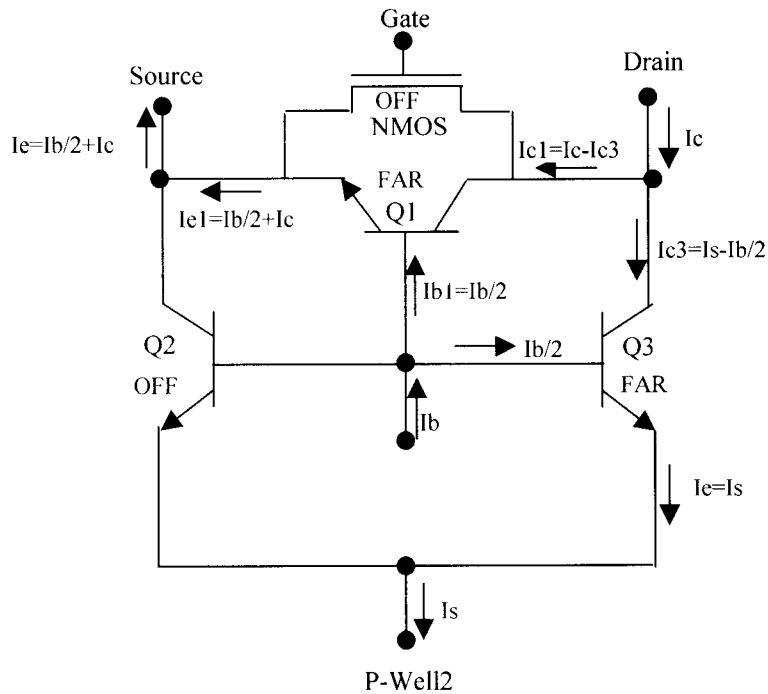 Gate
Source
Drain
OFF
NMOS
Ie=Ib/2+Ic
Ic
Ic1=Ic-Ic3
FAR
Q1
Ie1=Ib/2+Ic
Ic3=Is-Ib/2
Ib1=Ib/2
Q2
Ib/2
Q3
OFF
FAR
Ib
Ie=Is
Is
P-Well2